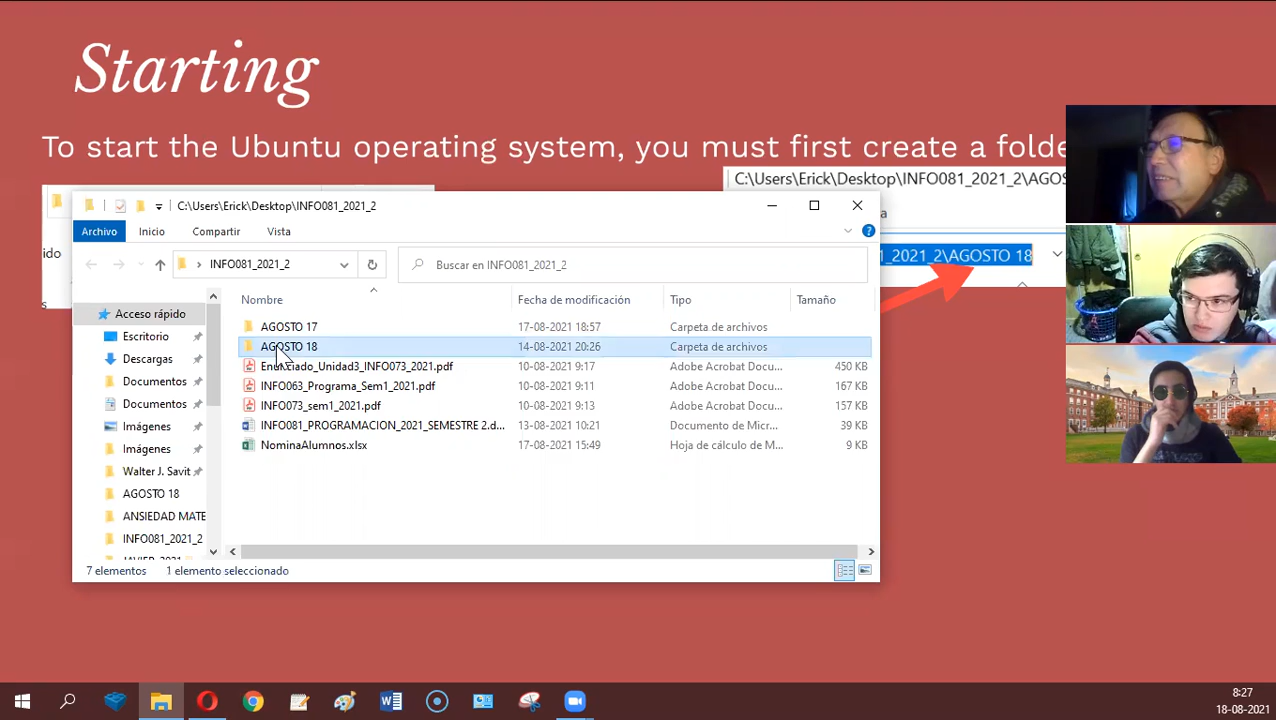 Starting
To start the Ubuntu operating system, you must first create a folde
C:\Users\Erick\Desktop\INFO081_2021_2\AGOS
a
ido
_2021_2\AGOSTO 18
s
C:\Users\Erick\Desktop\INFO081_2021_2
Archivo Inicio Compartir Vista
INFO081_2021_2 Buscar en INFO081_2021_2
Acceso rápido
Escritorio
Descargas
Documentos
Documentos
Imágenes
Imágenes
Walter J. Savit
AGOSTO 18
ANSIEDAD MATE
INFO081_2021_2
JAVIER_2021
Nombre Fecha de modificación Tipo Tamaño
AGOSTO 17 17-08-2021 18:57 Carpeta de archivos
AGOSTO 18 14-08-2021 20:26 Carpeta de archivos
Enunciado_Unidad3_INFO073_2021.pdf 10-08-2021 9:17 Adobe Acrobat Docu... 450 KB
INFO063_Programa_Sem1_2021.pdf 10-08-2021 9:11 Adobe Acrobat Docu... 167 KB
INFO073_sem1_2021.pdf 10-08-2021 9:13 Adobe Acrobat Docu... 157 KB
INFO081_PROGRAMACION_2021_SEMESTRE 2.d... 13-08-2021 10:21 Documento de Micr... 39 KB
NominaAlumnos.xlsx 17-08-2021 15:49 Hoja de cálculo de M... 9 KB
7 elementos 1 elemento seleccionado
8:27
18-08-2021